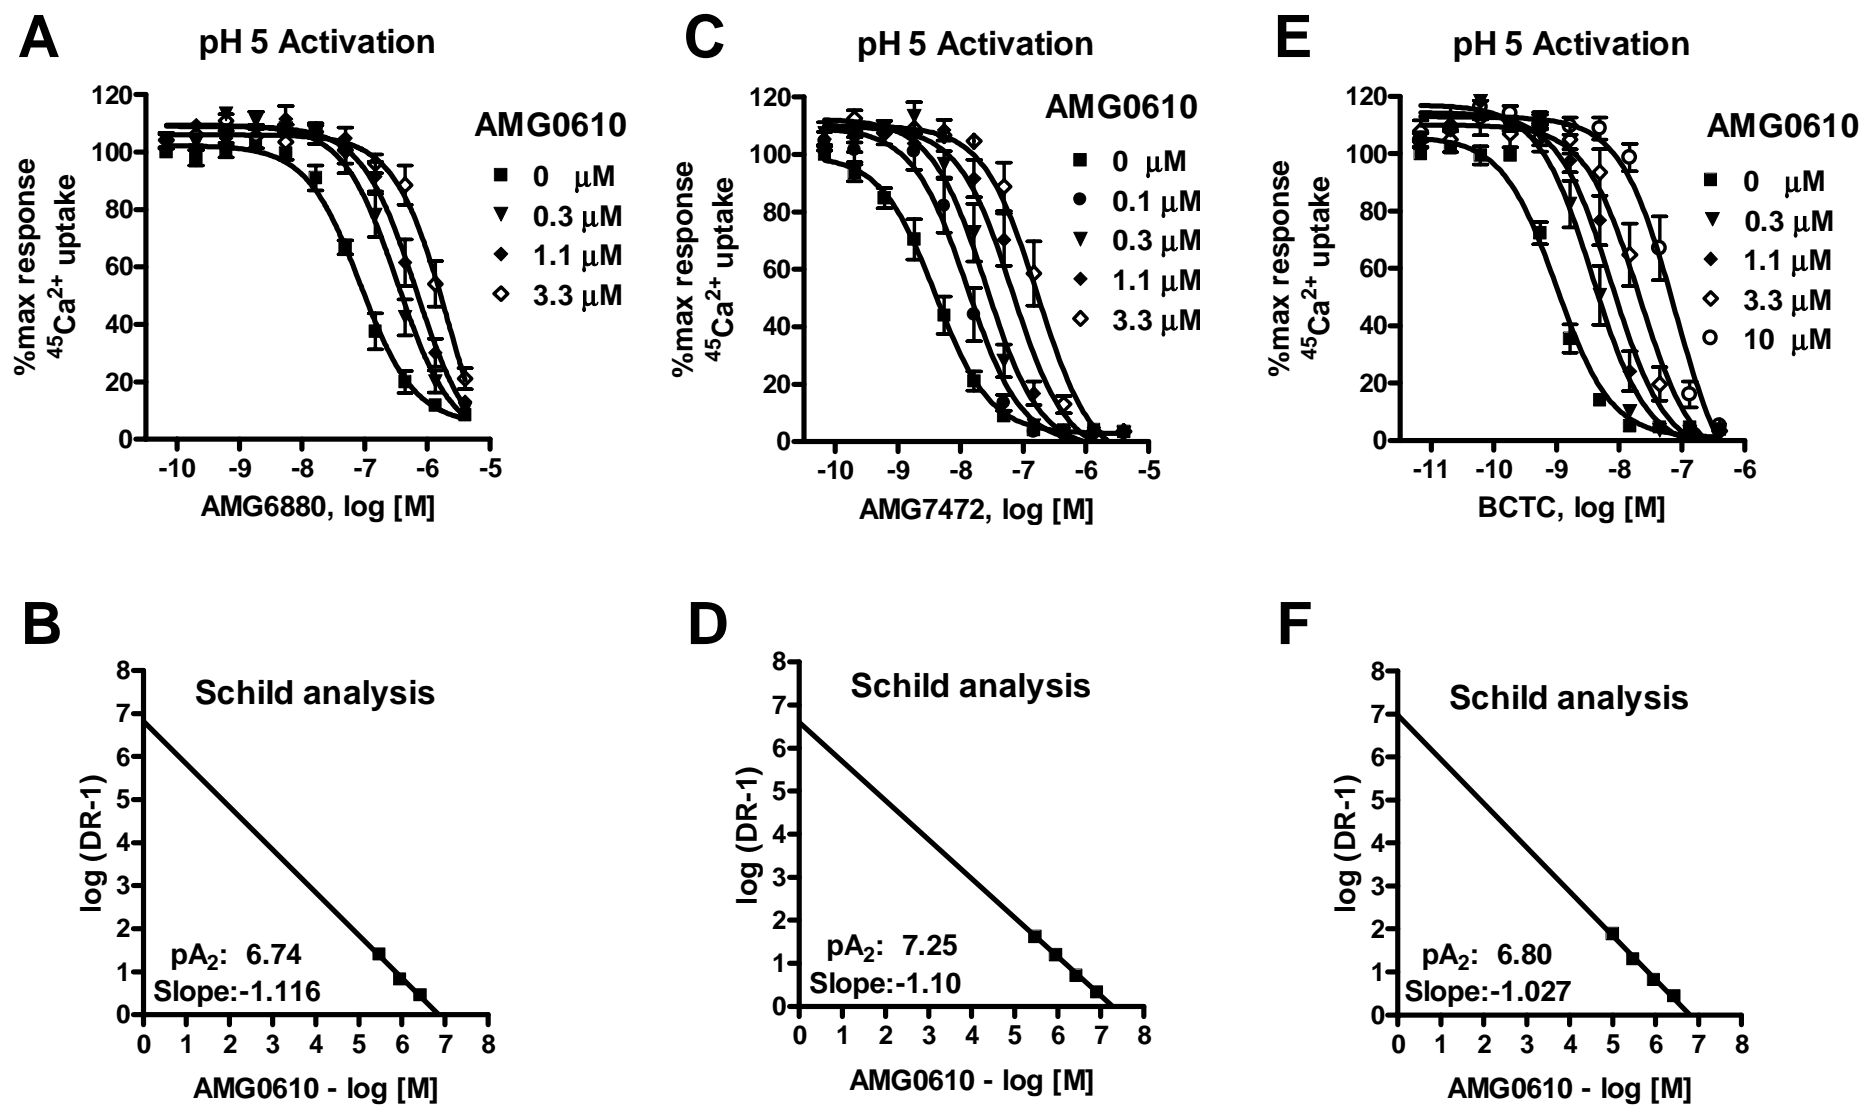 A
pH 5 Activation
%max response
45Ca2+ uptake
120
100
80
60
40
20
0
-10 -9 -8 -7 -6 -5
AMG6880, log [M]
AMG0610
0 μM
0.3 μM
1.1 μM
3.3 μM
C
pH 5 Activation
%max response
45Ca2+ uptake
120
100
80
60
40
20
0
-10 -9 -8 -7 -6 -5
AMG7472, log [M]
AMG0610
0 μM
0.1 μM
0.3 μM
1.1 μM
3.3 μM
E
pH 5 Activation
%max response
45Ca2+ uptake
120
100
80
60
40
20
0
-11 -10 -9 -8 -7 -6
BCTC, log [M]
AMG0610
0 μM
0.3 μM
1.1 μM
3.3 μM
10 μM
B
Schild analysis
log (DR-1)
8
7
6
5
4
3
2
1
0
pA2: 6.74
Slope:-1.116
0 1 2 3 4 5 6 7 8
AMG0610 - log [M]
D
Schild analysis
log (DR-1)
8
7
6
5
4
3
2
1
0
pA2: 7.25
Slope:-1.10
0 1 2 3 4 5 6 7 8
AMG0610 - log [M]
F
Schild analysis
log (DR-1)
8
7
6
5
4
3
2
1
0
pA2: 6.80
Slope:-1.027
0 1 2 3 4 5 6 7 8
AMG0610 - log [M]